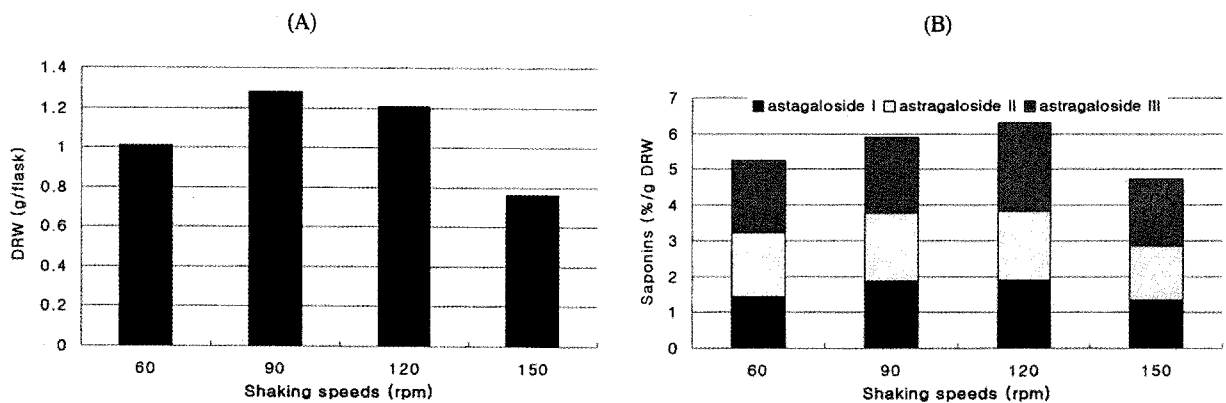 (A)
DRW (g/flask)
1.4
1.2
1
0.8
0.6
0.4
0.2
0
60 90 120 150
Shaking speeds (rpm)
(B)
Saponins (%/g DRW)
7
6
5
4
3
2
1
0
astagaloside I astragaloside II astragaloside III
60 90 120 150
Shaking speeds (rpm)